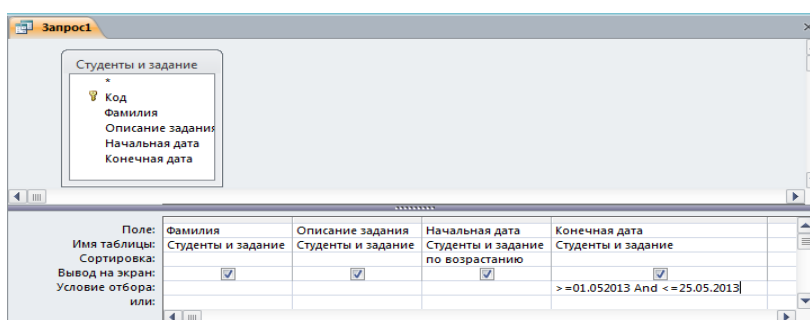 Запрос1
Студенты и задание
*
Код
Фамилия
Описание задания
Начальная дата
Конечная дата
Поле: Фамилия Описание задания Начальная дата Конечная дата
Имя таблицы: Студенты и задание Студенты и задание Студенты и задание Студенты и задание
Сортировка: по возрастанию
Вывод на экран:
Условие отбора: >=01.052013 And <=25.05.2013
или: